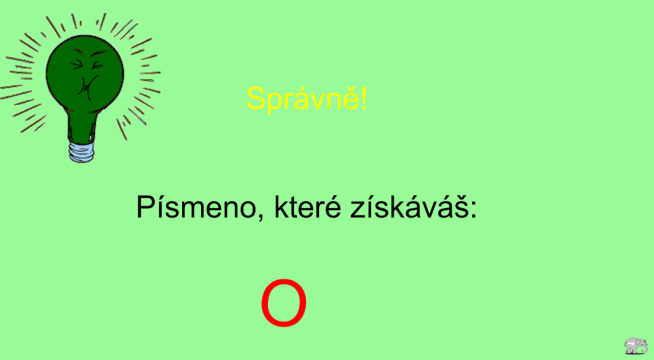 Správně!
Písmeno, které získáváš:
O